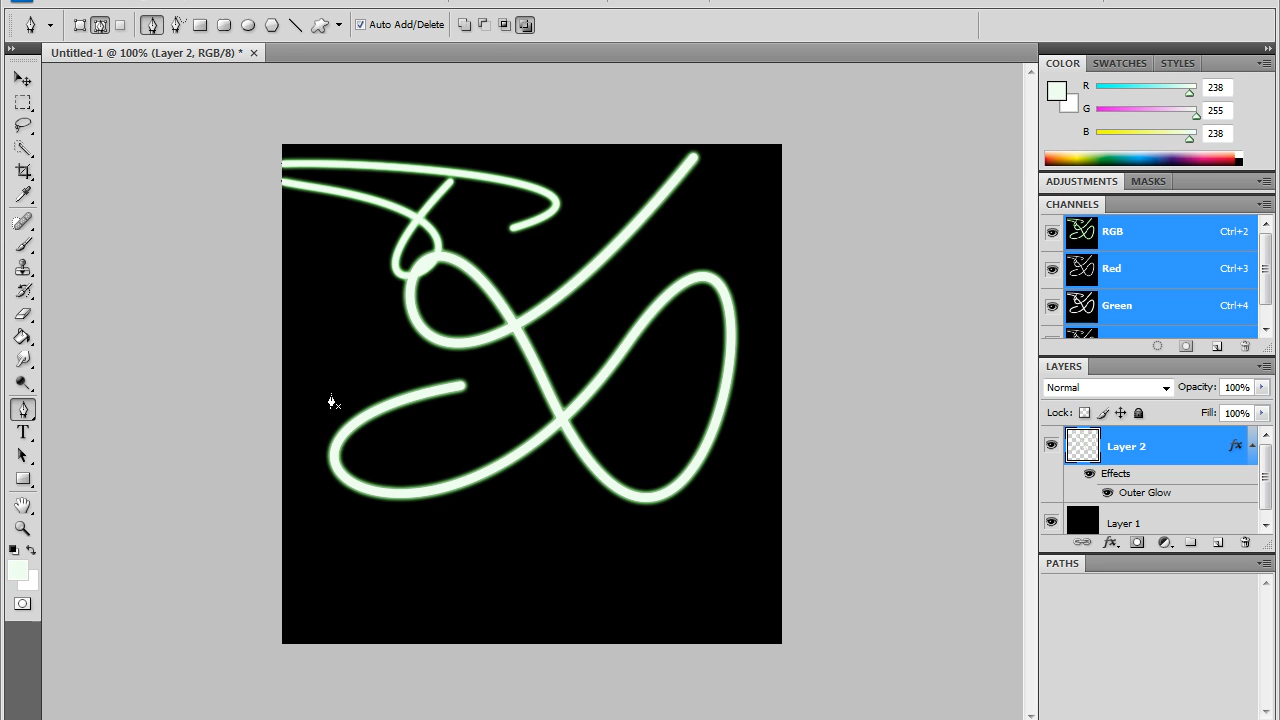 Auto Add/Delete
Untitled-1 @ 100% (Layer 2, RGB/8) * ×
COLOR SWATCHES STYLES
R 238
G 255
B 238
ADJUSTMENTS MASKS
CHANNELS
RGB Ctrl+2
Red Ctrl+3
Green Ctrl+4
LAYERS
Normal Opacity: 100%
Lock: Fill: 100%
Layer 2 fx
Effects
Outer Glow
Layer 1
fx
PATHS
T